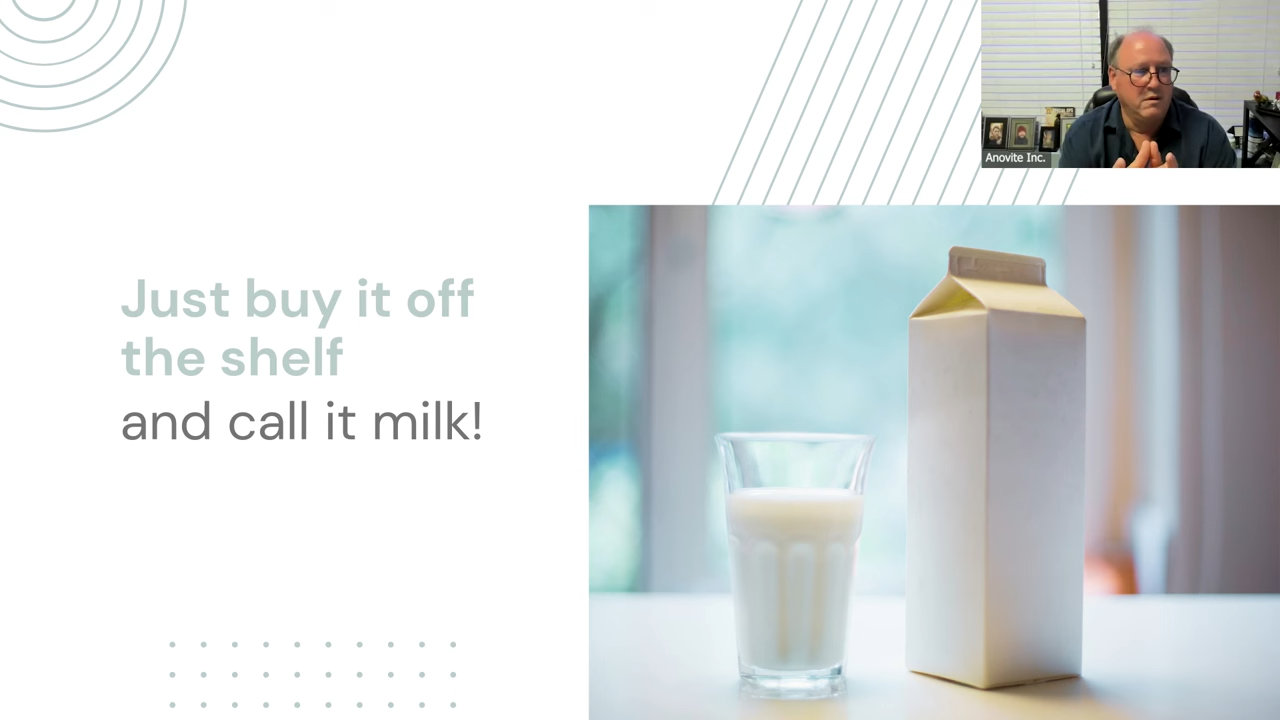 Anovite Inc.
Just buy it off
the shelf
and call it milk!